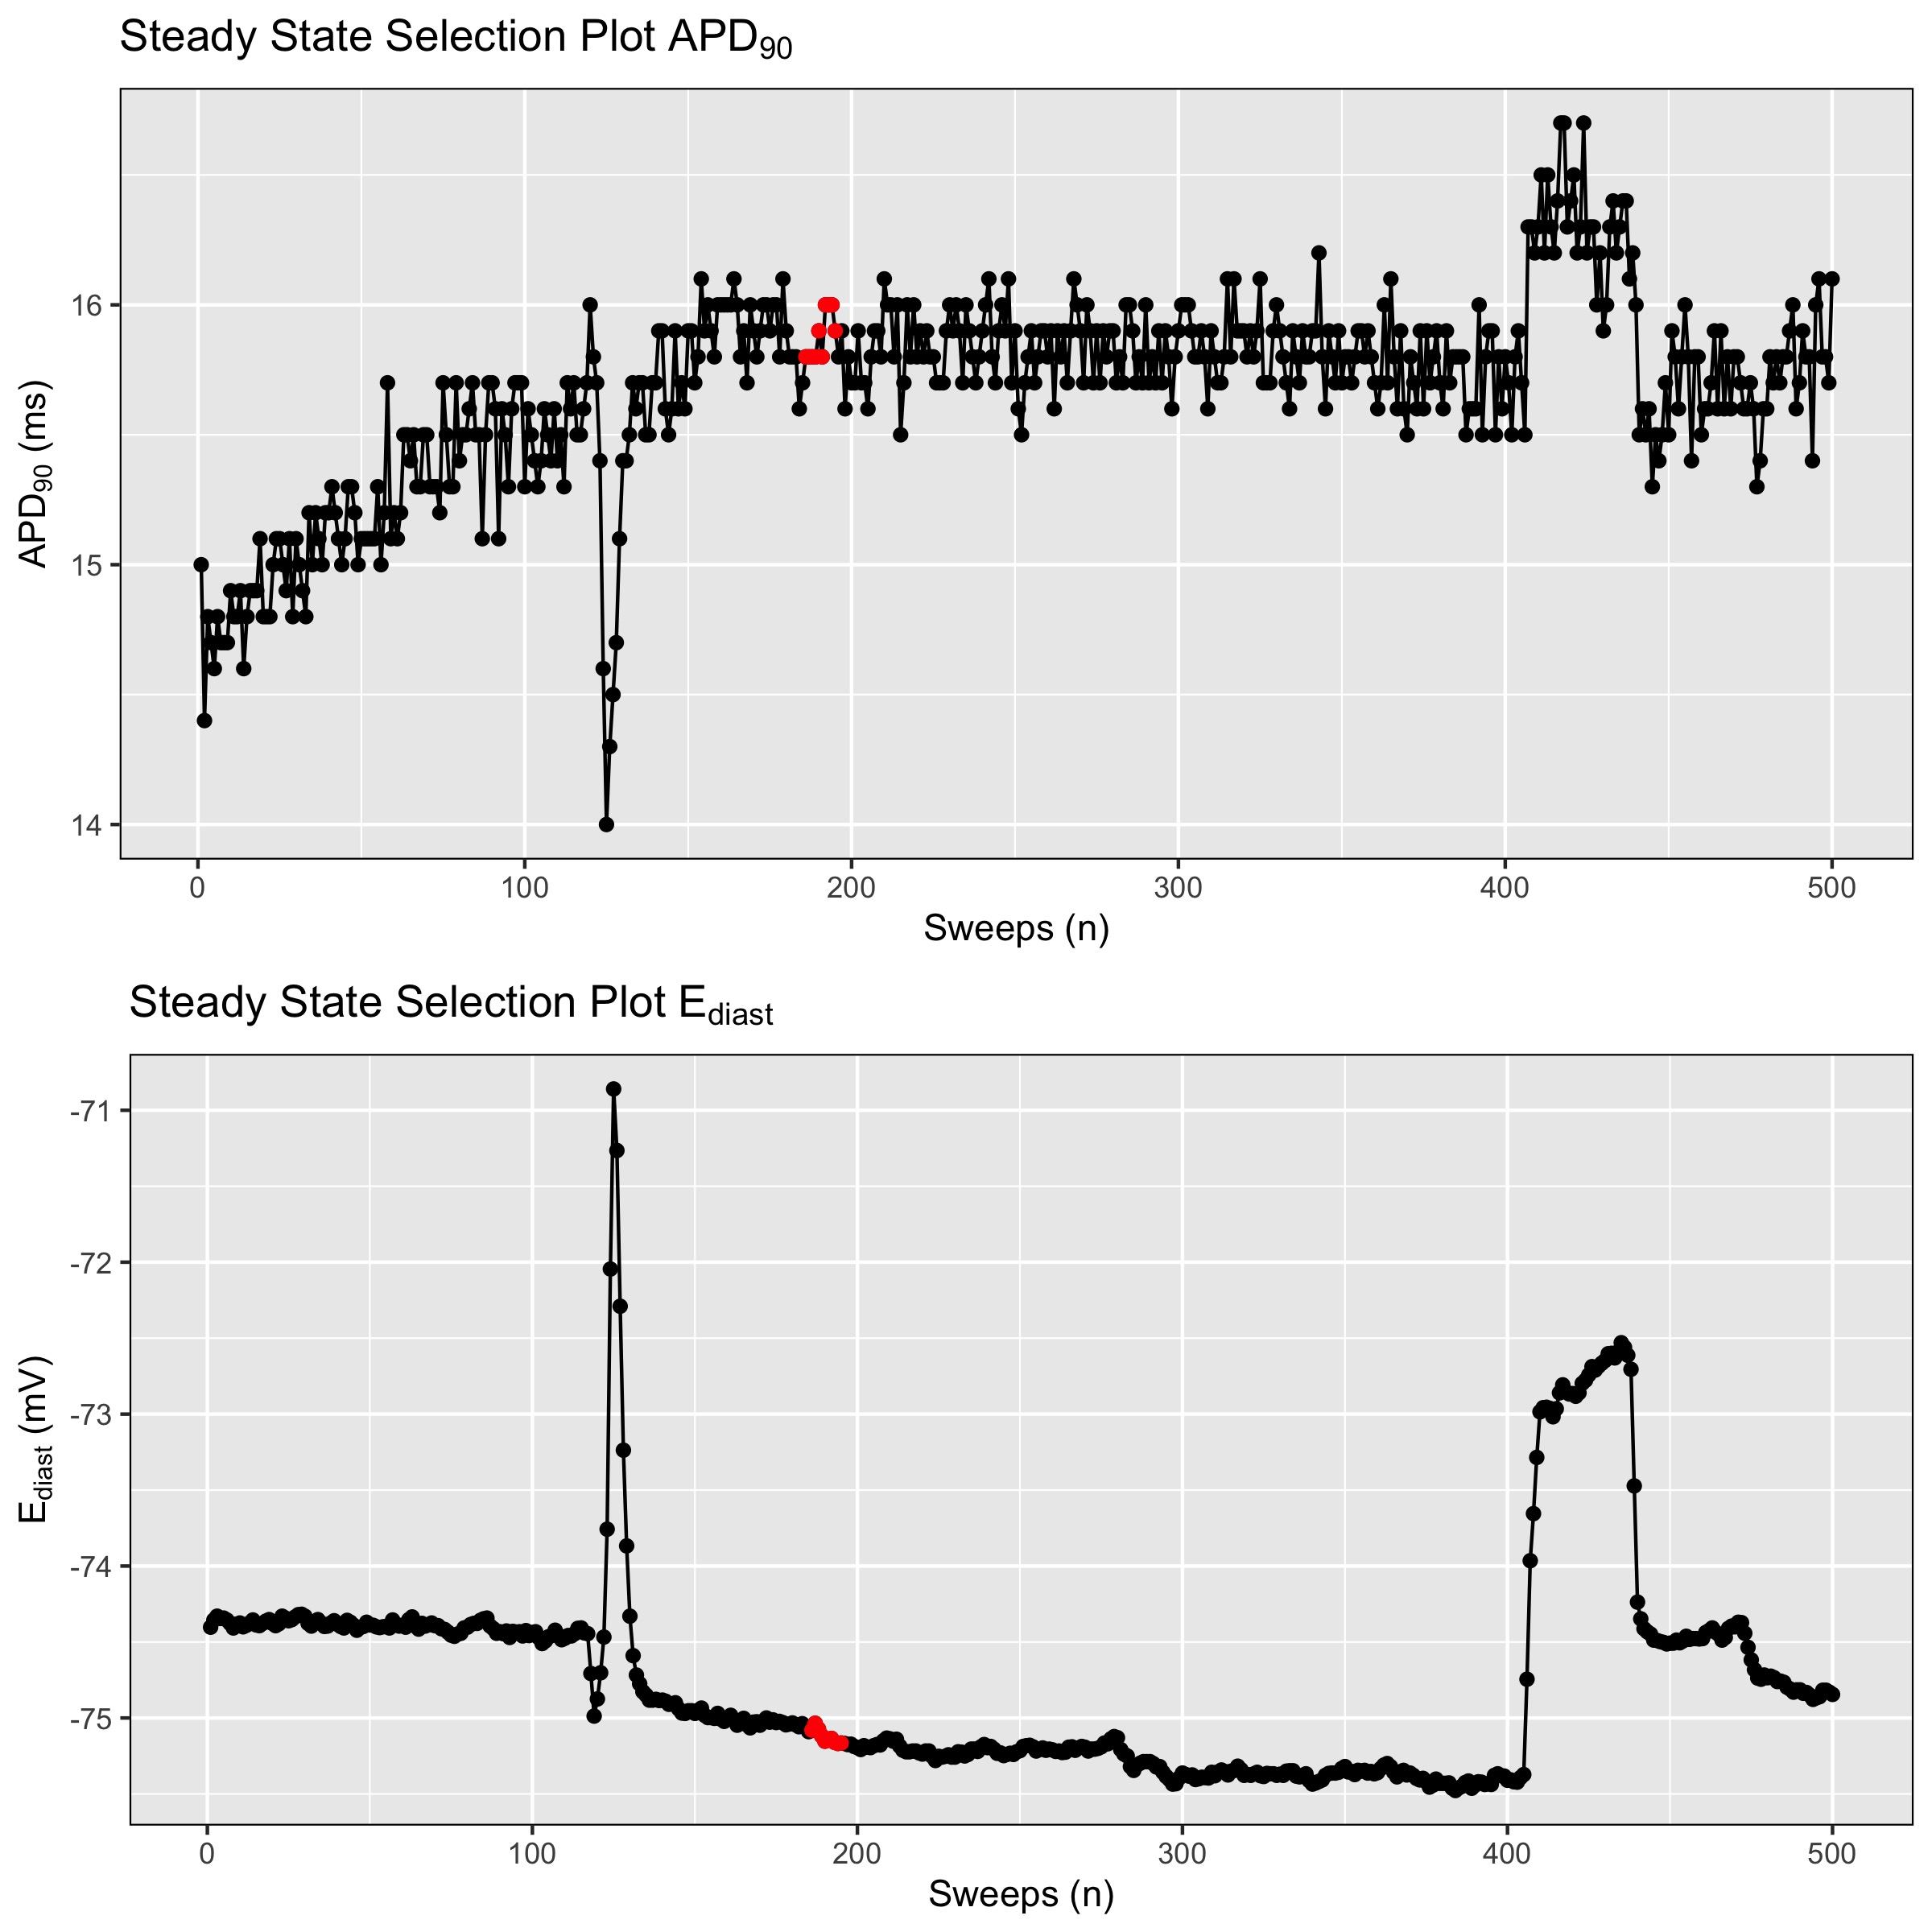 Steady State Selection Plot APD90
APD90 (ms)
16
15
14
0 100 200 300 400 500
Sweeps (n)
Steady State Selection Plot Ediast
Ediast (mV)
-71
-72
-73
-74
-75
0 100 200 300 400 500
Sweeps (n)